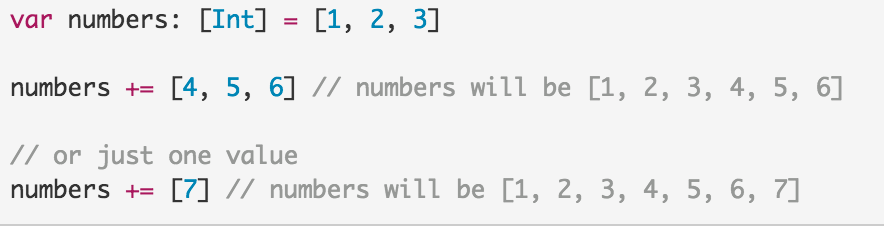 var numbers: [Int] = [1, 2, 3]
numbers += [4, 5, 6] // numbers will be [1, 2, 3, 4, 5, 6]
// or just one value
numbers += [7] // numbers will be [1, 2, 3, 4, 5, 6, 7]